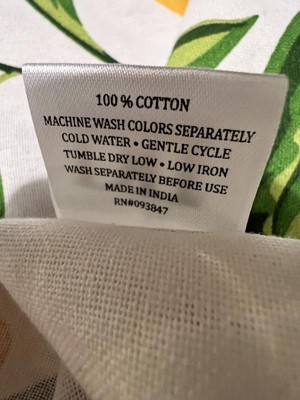 100 % COTTON
MACHINE WASH COLORS SEPARATELY
COLD WATER • GENTLE CYCLE
TUMBLE DRY LOW • LOW IRON
WASH SEPARATELY BEFORE USE
MADE IN INDIA
RN#093847